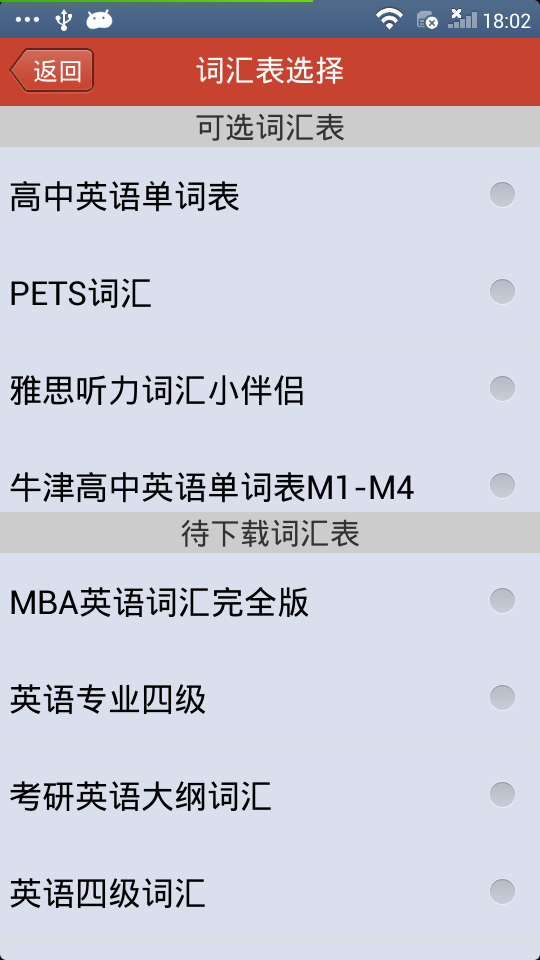 18:02
返回
词汇表选择
可选词汇表
高中英语单词表
PETS词汇
雅思听力词汇小伴侣
牛津高中英语单词表M1-M4
待下载词汇表
MBA英语词汇完全版
英语专业四级
考研英语大纲词汇
英语四级词汇